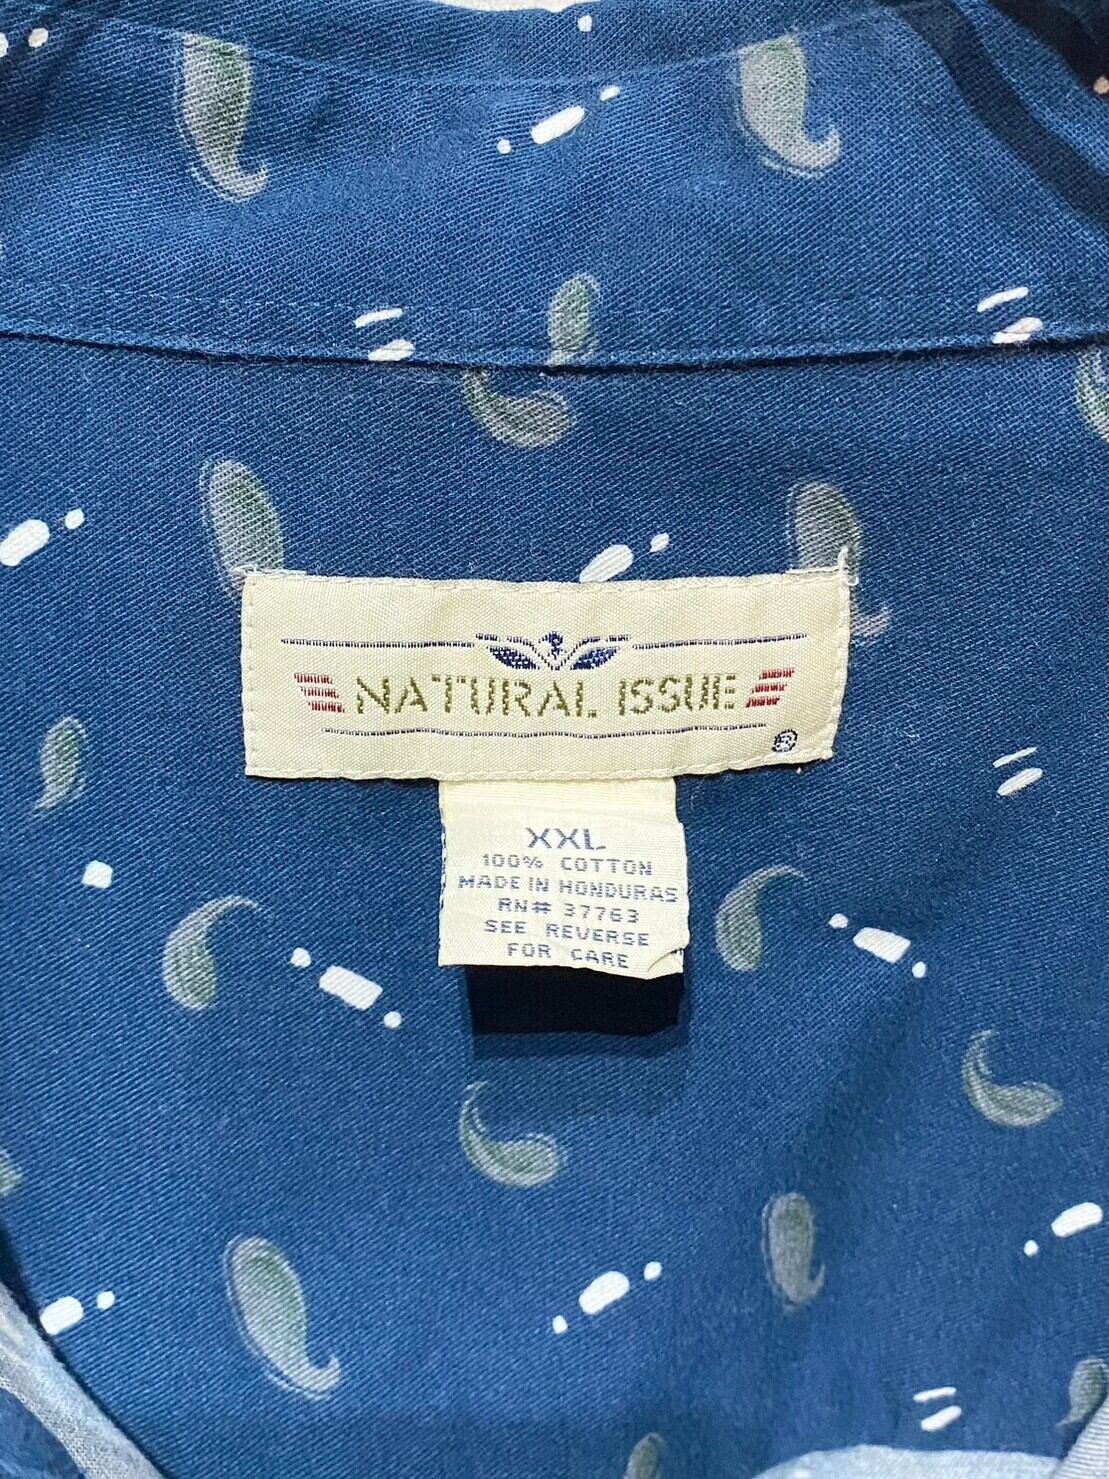 NATURAL ISSUE
®
XXL
100% COTTON
MADE IN HONDURAS
RN# 37763
SEE REVERSE
FOR CARE